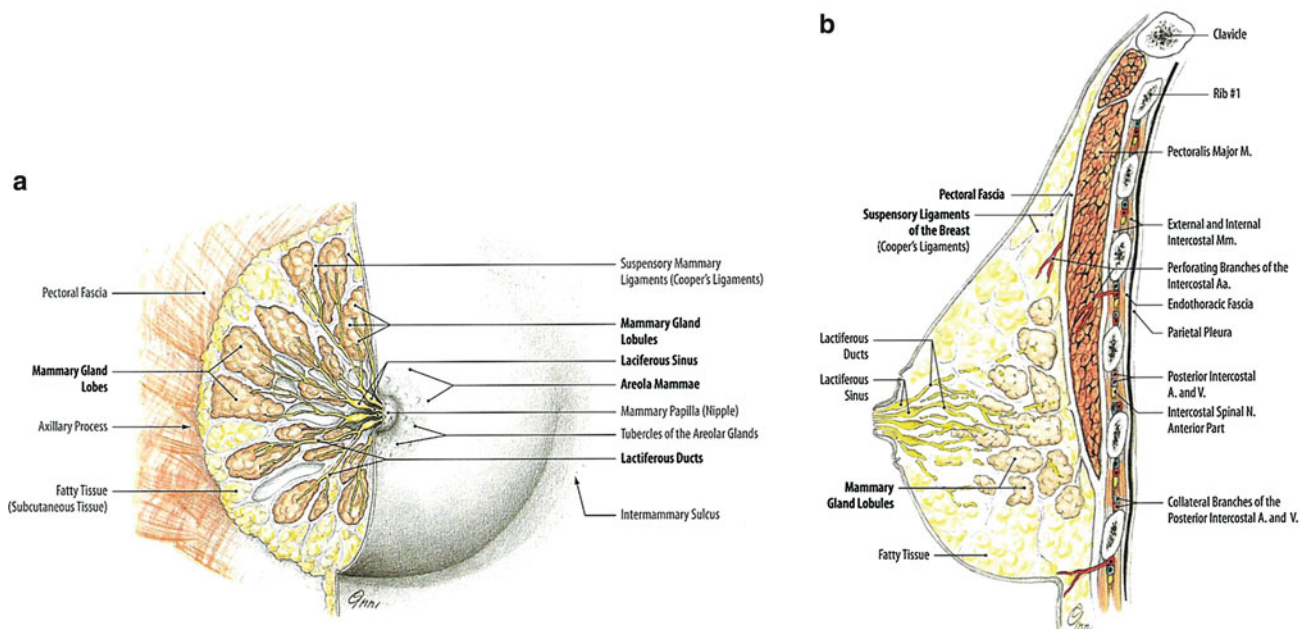 a
Pectoral Fascia
Mammary Gland
Lobes
Axillary Process
Fatty Tissue
(Subcutaneous Tissue)
Suspensory Mammary
Ligaments (Cooper's Ligaments)
Mammary Gland
Lobules
Laciferous Sinus
Areola Mammae
Mammary Papilla (Nipple)
Tubercles of the Areolar Glands
Lactiferous Ducts
Intermammary Sulcus
b
Pectoral Fascia
Suspensory Ligaments
of the Breast
(Cooper's Ligaments)
Lactiferous
Ducts
Lactiferous
Sinus
Mammary
Gland Lobules
Fatty Tissue
Clavicle
Rib #1
Pectoralis Major M.
External and Internal
Intercostal Mm.
Perforating Branches of the
Intercostal Aa.
Endothoracic Fascia
Parietal Pleura
Posterior Intercostal
A. and V.
Intercostal Spinal N.
Anterior Part
Collateral Branches of the
Posterior Intercostal A. and V.